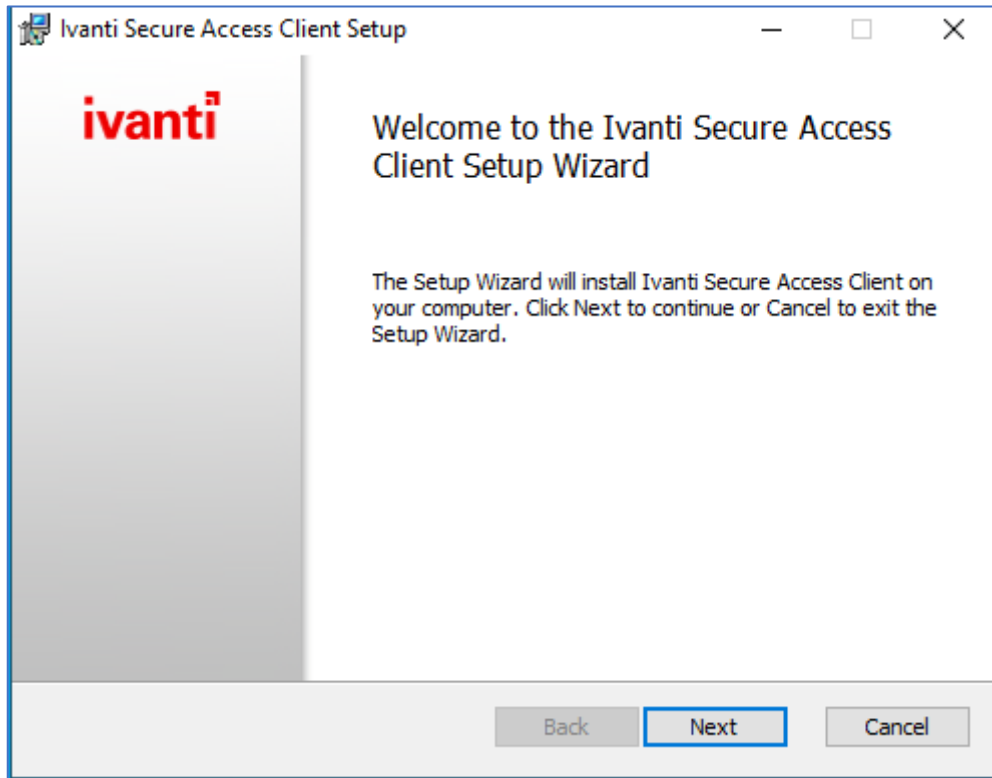 Ivanti Secure Access Client Setup
ivanti
Welcome to the Ivanti Secure Access
Client Setup Wizard
The Setup Wizard will install Ivanti Secure Access Client on
your computer. Click Next to continue or Cancel to exit the
Setup Wizard.
Back Next Cancel